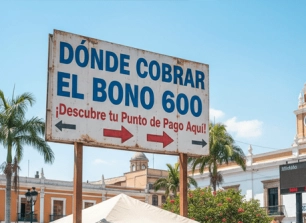 DÓNDE COBRAR
EL BONO 600
¡Descubre tu Punto de Pago Aquí!